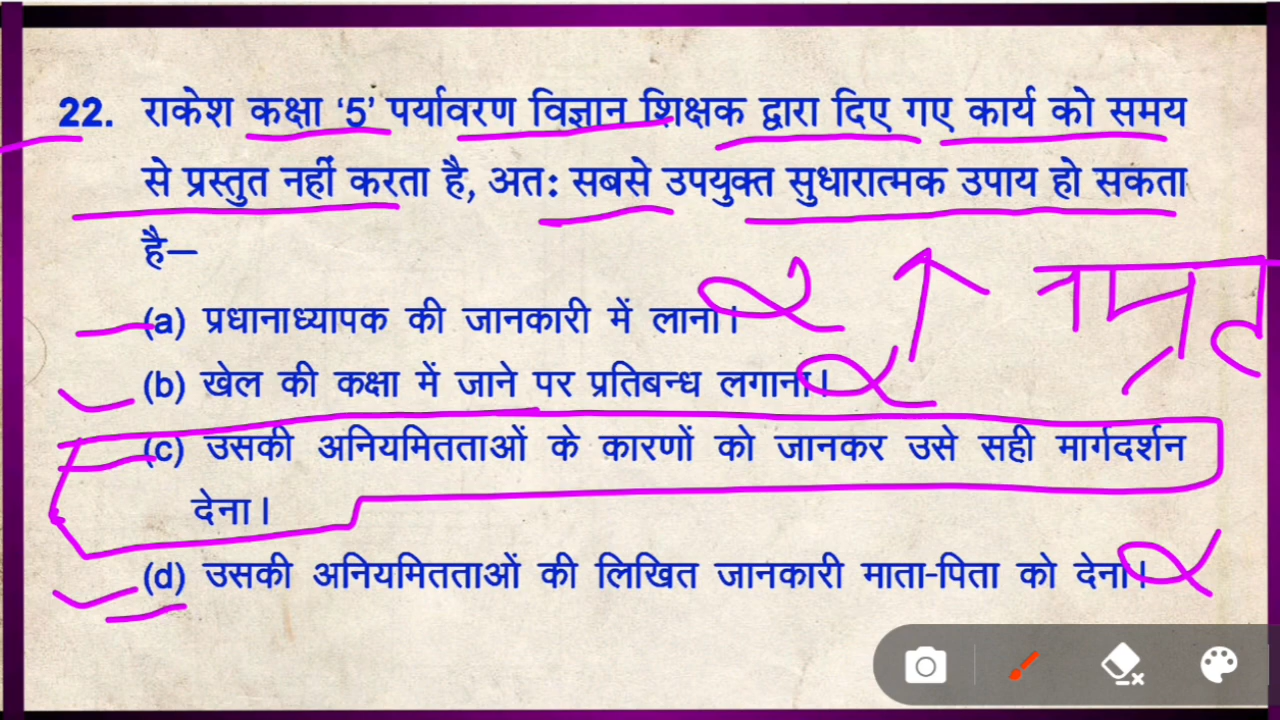 22. राकेश कक्षा ‘5’ पर्यावरण विज्ञान शिक्षक द्वारा दिए गए कार्य को समय
से प्रस्तुत नहीं करता है, अतः सबसे उपयुक्त सुधारात्मक उपाय हो सकता
है—
(a) प्रधानाध्यापक की जानकारी में लाना।
(b) खेल की कक्षा में जाने पर प्रतिबन्ध लगाना।
(c) उसकी अनियमितताओं के कारणों को जानकर उसे सही मार्गदर्शन
देना।
(d) उसकी अनियमितताओं की लिखित जानकारी माता-पिता को देना।